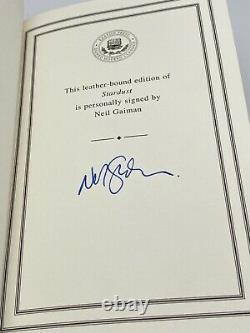 This leather-bound edition of
Stardust
is personally signed by
Neil Gaiman